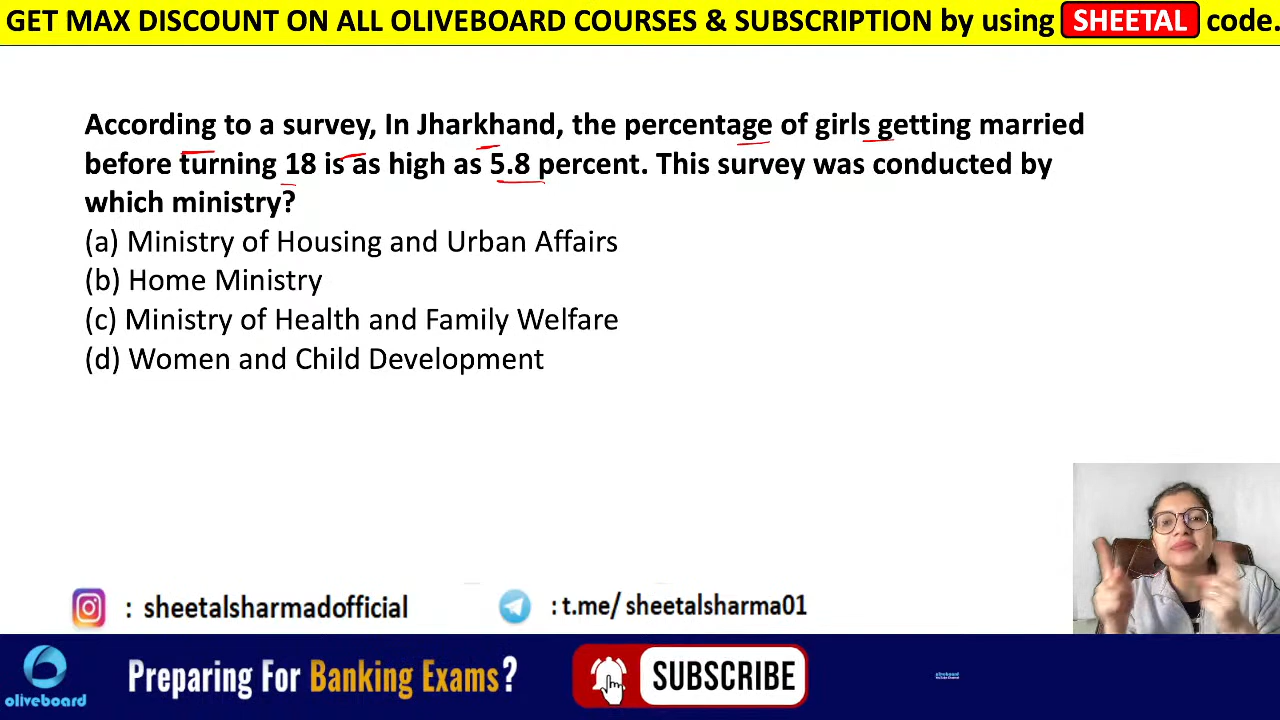 GET MAX DISCOUNT ON ALL OLIVEBOARD COURSES & SUBSCRIPTION by using SHEETAL code.
According to a survey, In Jharkhand, the percentage of girls getting married
before turning 18 is as high as 5.8 percent. This survey was conducted by
which ministry?
(a) Ministry of Housing and Urban Affairs
(b) Home Ministry
(c) Ministry of Health and Family Welfare
(d) Women and Child Development
: sheetalsharmadofficial
: t.me/ sheetalsharma01
oliveboard
Preparing For Banking Exams?
SUBSCRIBE